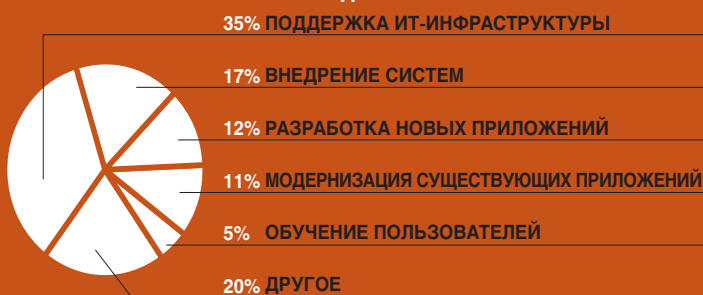 35% ПОДДЕРЖКА ИТ-ИНФРАСТРУКТУРЫ
17% ВНЕДРЕНИЕ СИСТЕМ
12% РАЗРАБОТКА НОВЫХ ПРИЛОЖЕНИЙ
11% МОДЕРНИЗАЦИЯ СУЩЕСТВУЮЩИХ ПРИЛОЖЕНИЙ
5% ОБУЧЕНИЕ ПОЛЬЗОВАТЕЛЕЙ
20% ДРУГОЕ